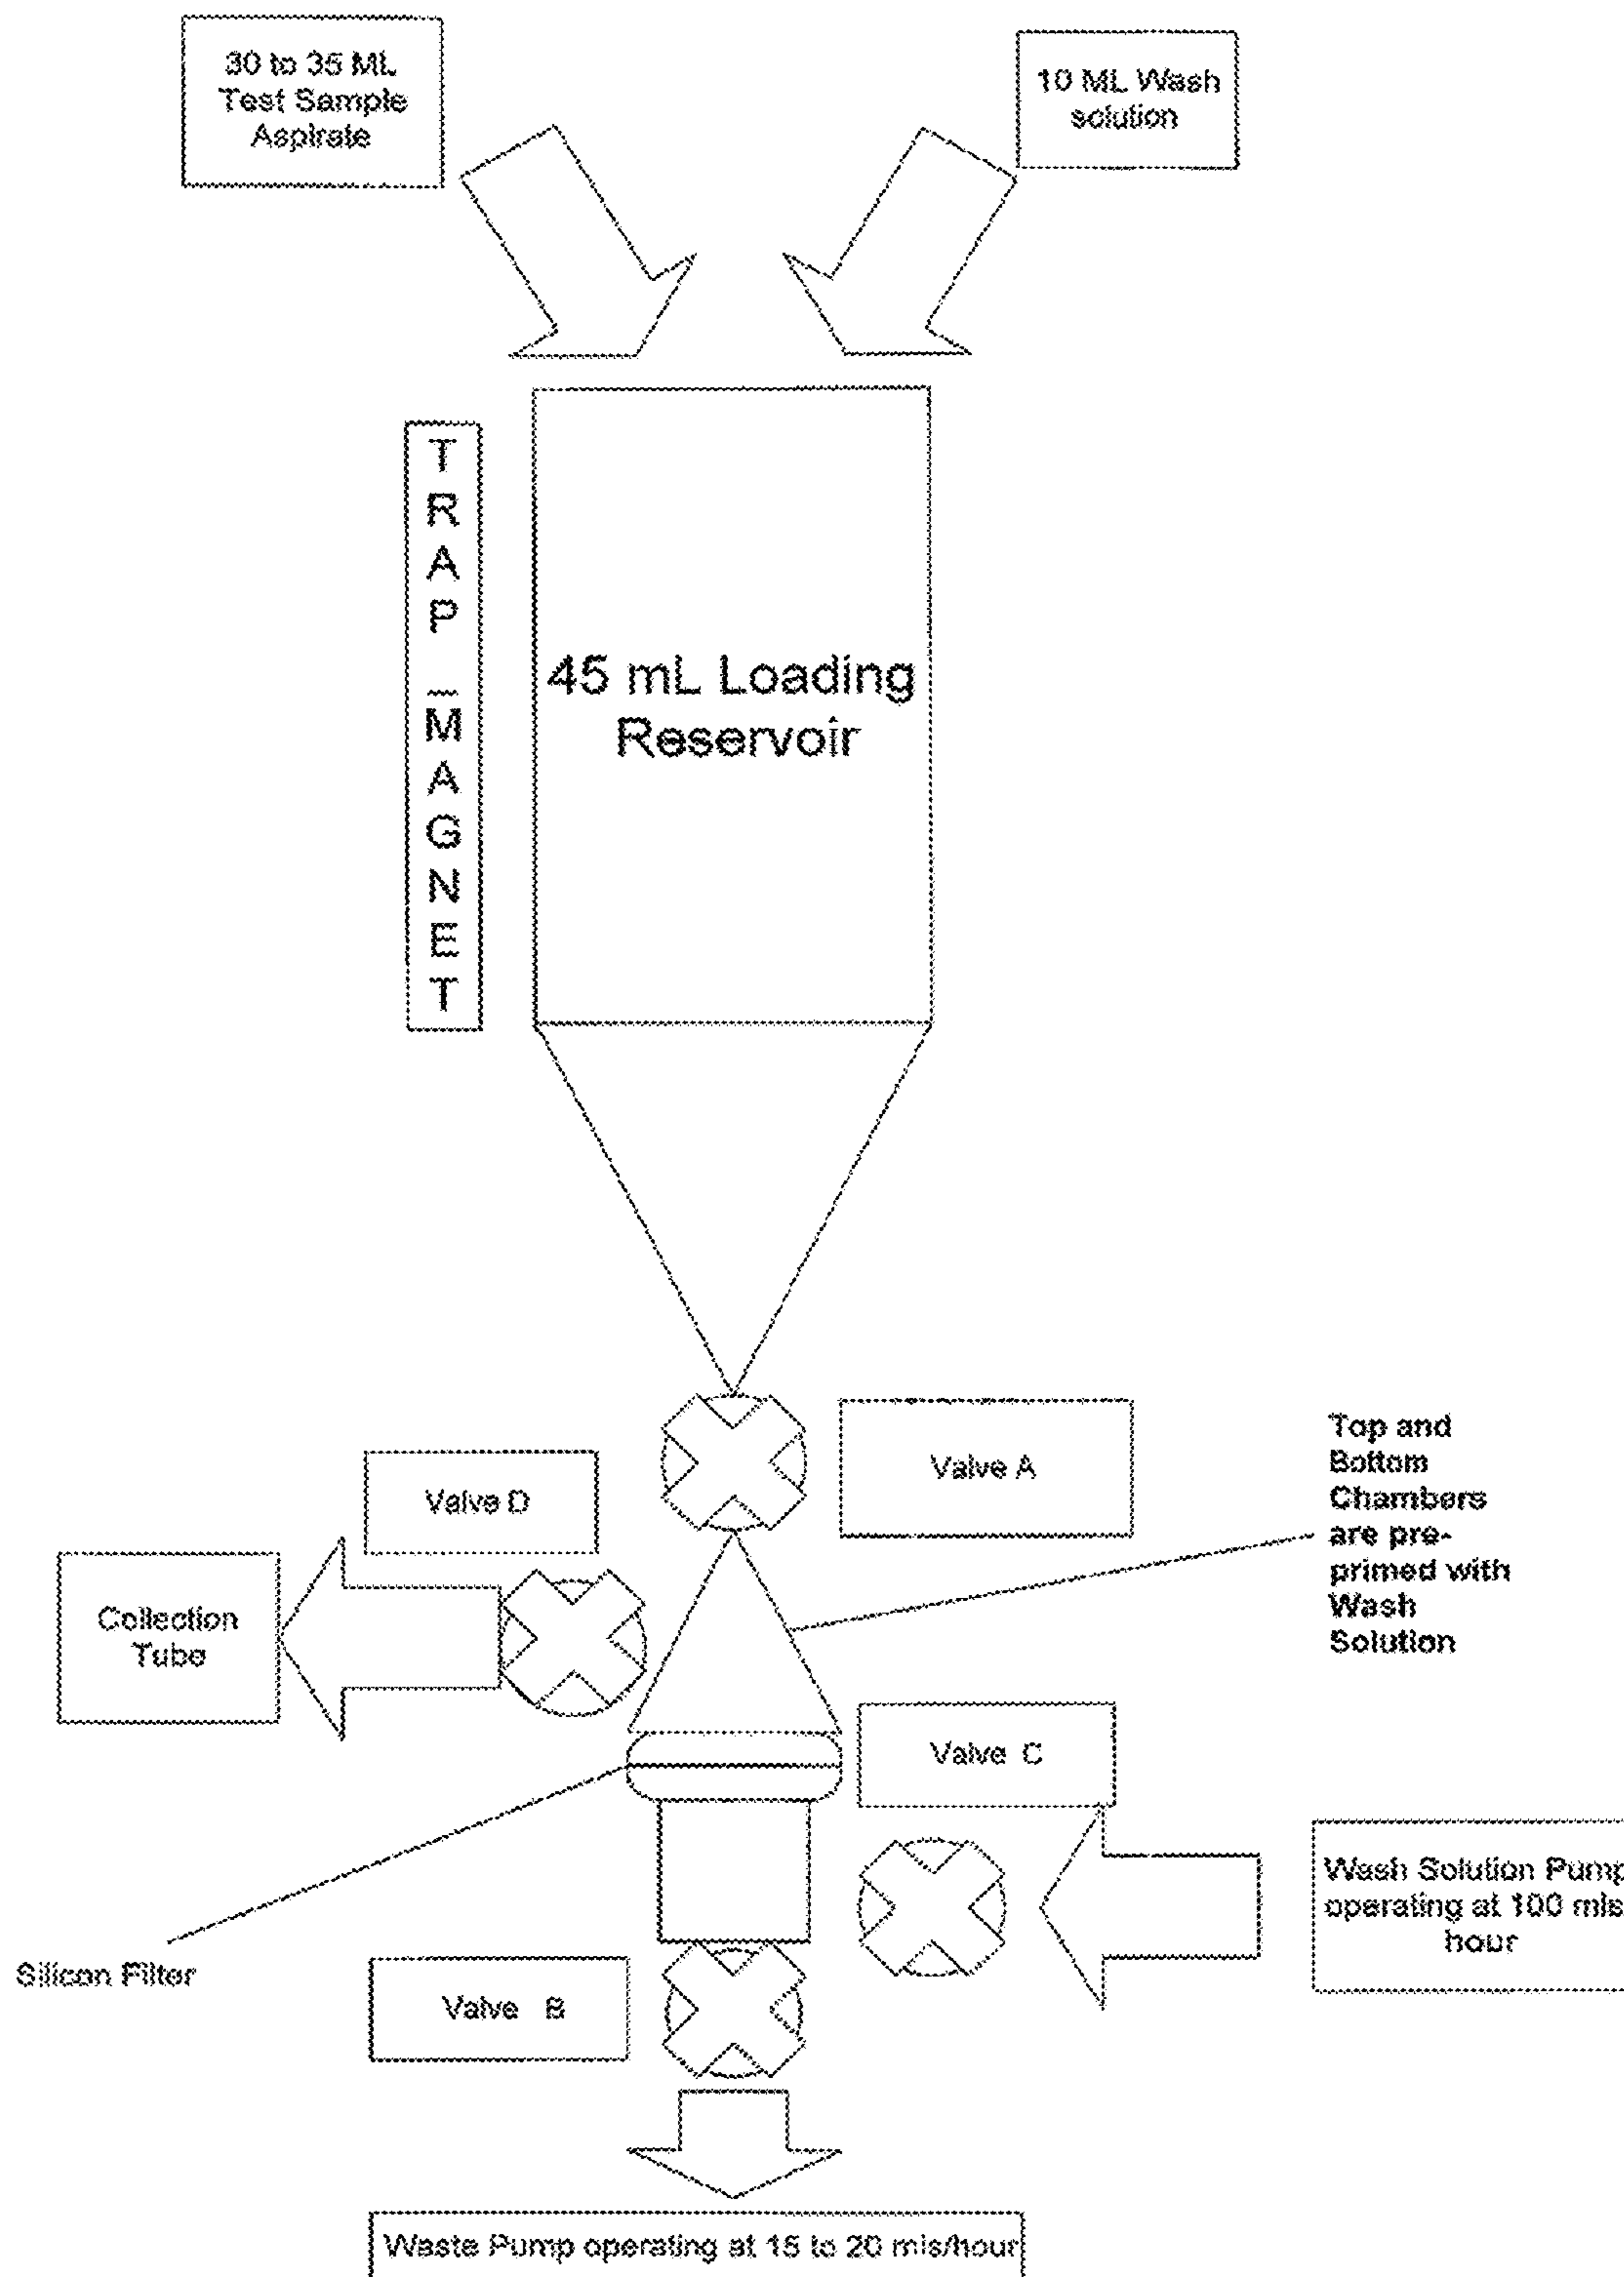 30 to 35 ML
Test Sample
Aspirate
10 ML Wash
solution
TRAP_MAGNET
45 mL Loading
Reservoir
Valve A
Top and
Bottom
Chambers
are pre-
primed with
Wash
Solution
Valve D
Collection
Tube
Valve C
Wash Solution Pump
operating at 100 mls
hour
Silicon Filter
Valve B
Waste Pump operating at 15 to 20 mls/hour